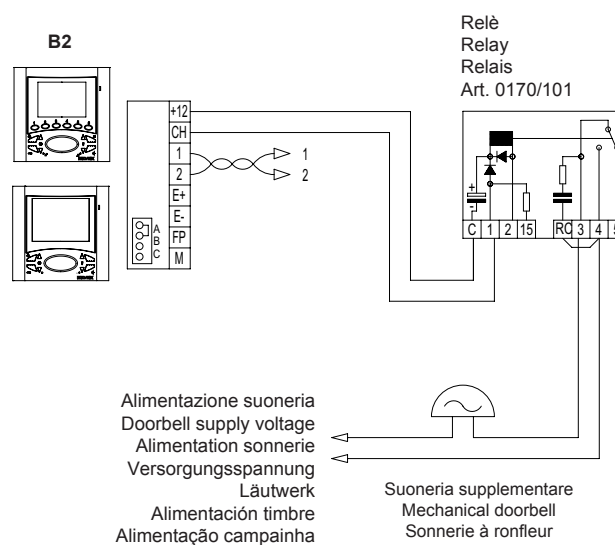 B2
Relè
Relay
Relais
Art. 0170/101
+12
CH
1
2
E+
E-
FP
M
A
B
C
1
2
+
-
C 1 2 15 RC 3 4 5
Alimentazione suoneria
Doorbell supply voltage
Alimentation sonnerie
Versorgungsspannung
Läutwerk
Alimentación timbre
Alimentação campainha
Suoneria supplementare
Mechanical doorbell
Sonnerie à ronfleur